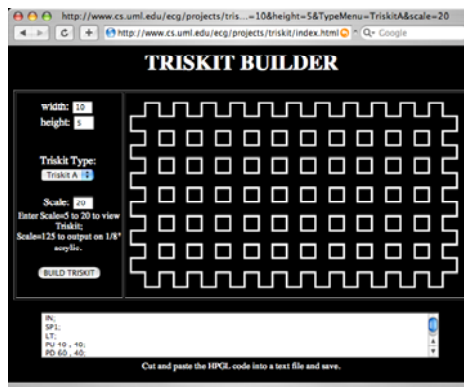 http://www.cs.uml.edu/ecg/projects/tris...=10&height=5&TypeMenu=TriskitA&scale=20
http://www.cs.uml.edu/ecg/projects/triskit/index.html Google
TRISKIT BUILDER
width: 10
height: 5
Triskit Type:
Triskit A
Scale: 20
Enter Scale=5 to 20 to view
Triskit;
Scale=125 to output on 1/8"
acrylic.
BUILD TRISKIT
IN;
SP1;
LT;
PU 40 , 40;
PD 60 , 40;
Cut and paste the HPGL code into a text file and save.